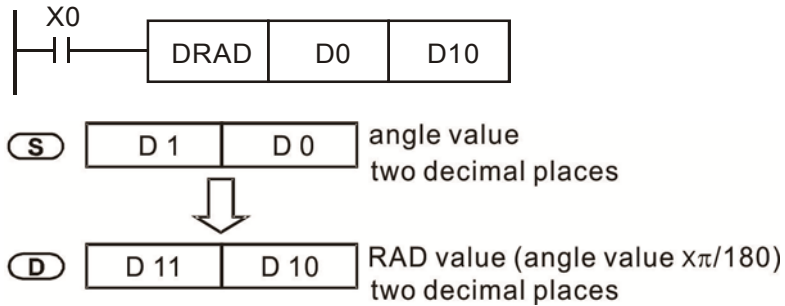 X0
DRAD D0 D10
S D 1 D 0 angle value
two decimal places
D D 11 D 10 RAD value (angle value xπ/180)
two decimal places